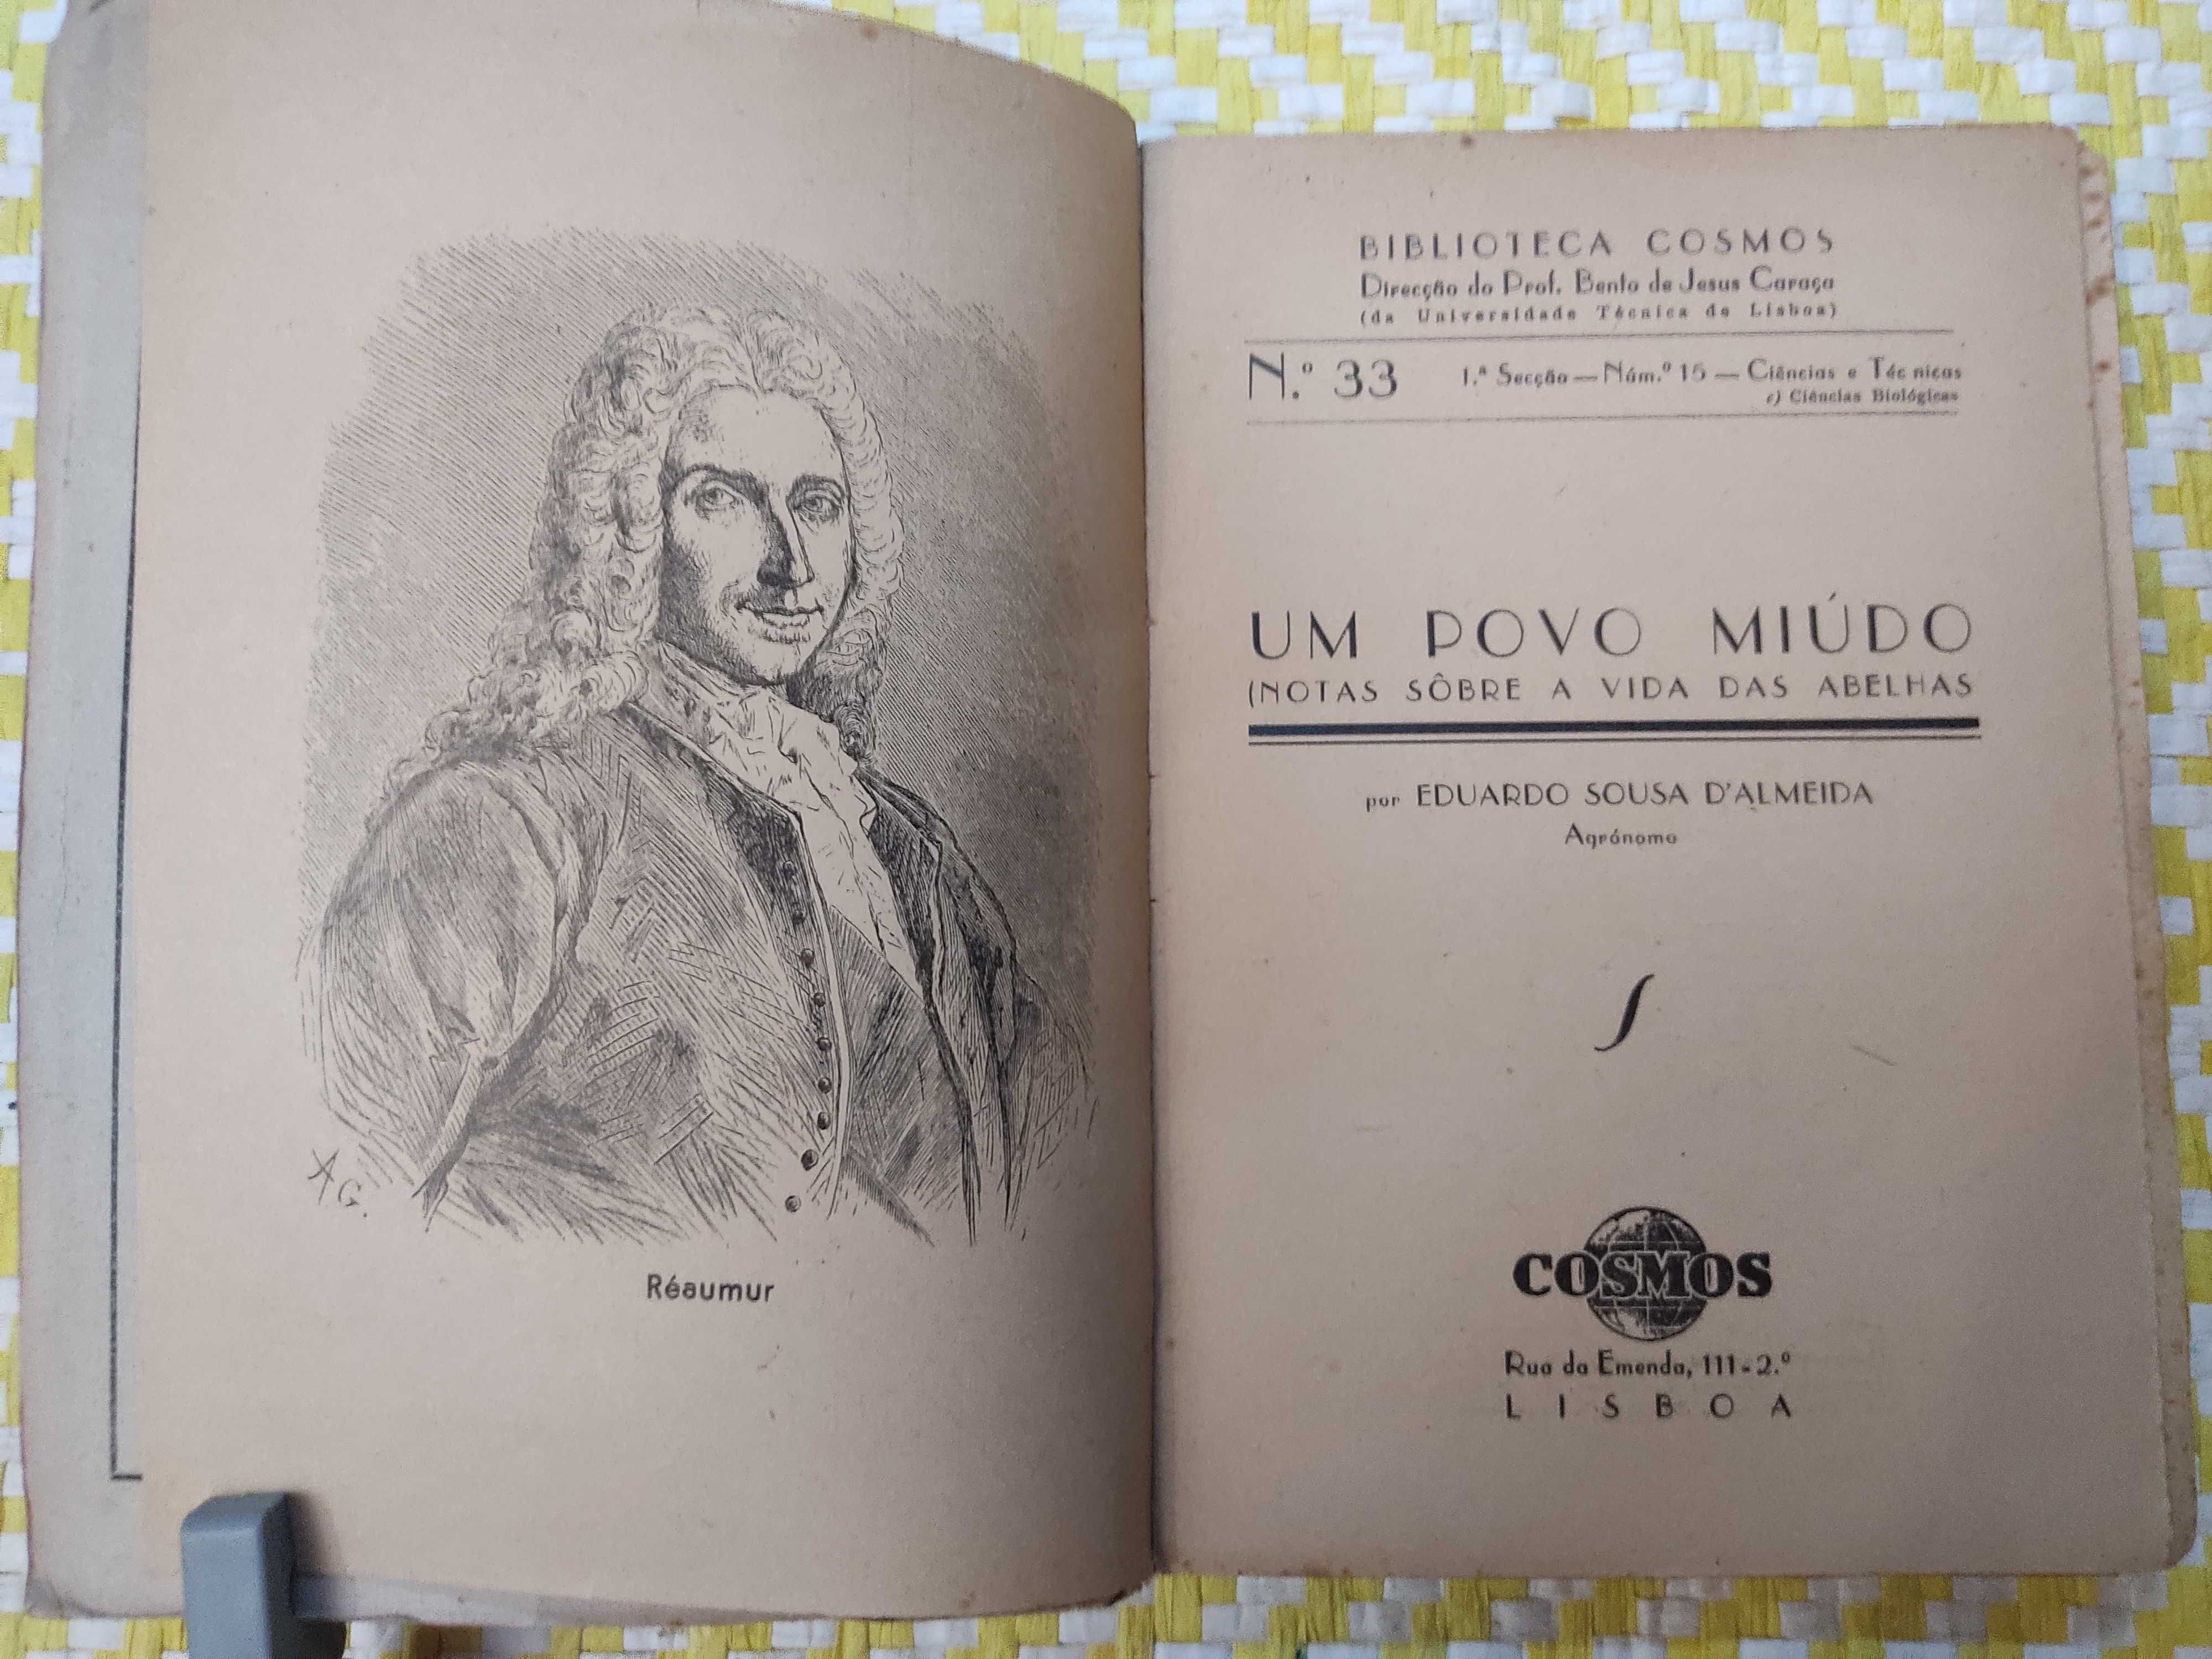 AG.
Réaumur
BIBLIOTECA COSMOS
Direcção do Prof. Bento de Jesus Caraça
(da Universidade Técnica de Lisboa)
N.º 33
1.ª Secção — Núm.º 15 — Ciências e Técnicas
c) Ciências Biológicas
UM POVO MIÚDO
(NOTAS SÔBRE A VIDA DAS ABELHAS
por EDUARDO SOUSA D'ALMEIDA
Agrónomo
COSMOS
Rua da Emenda, 111-2.º
LISBOA